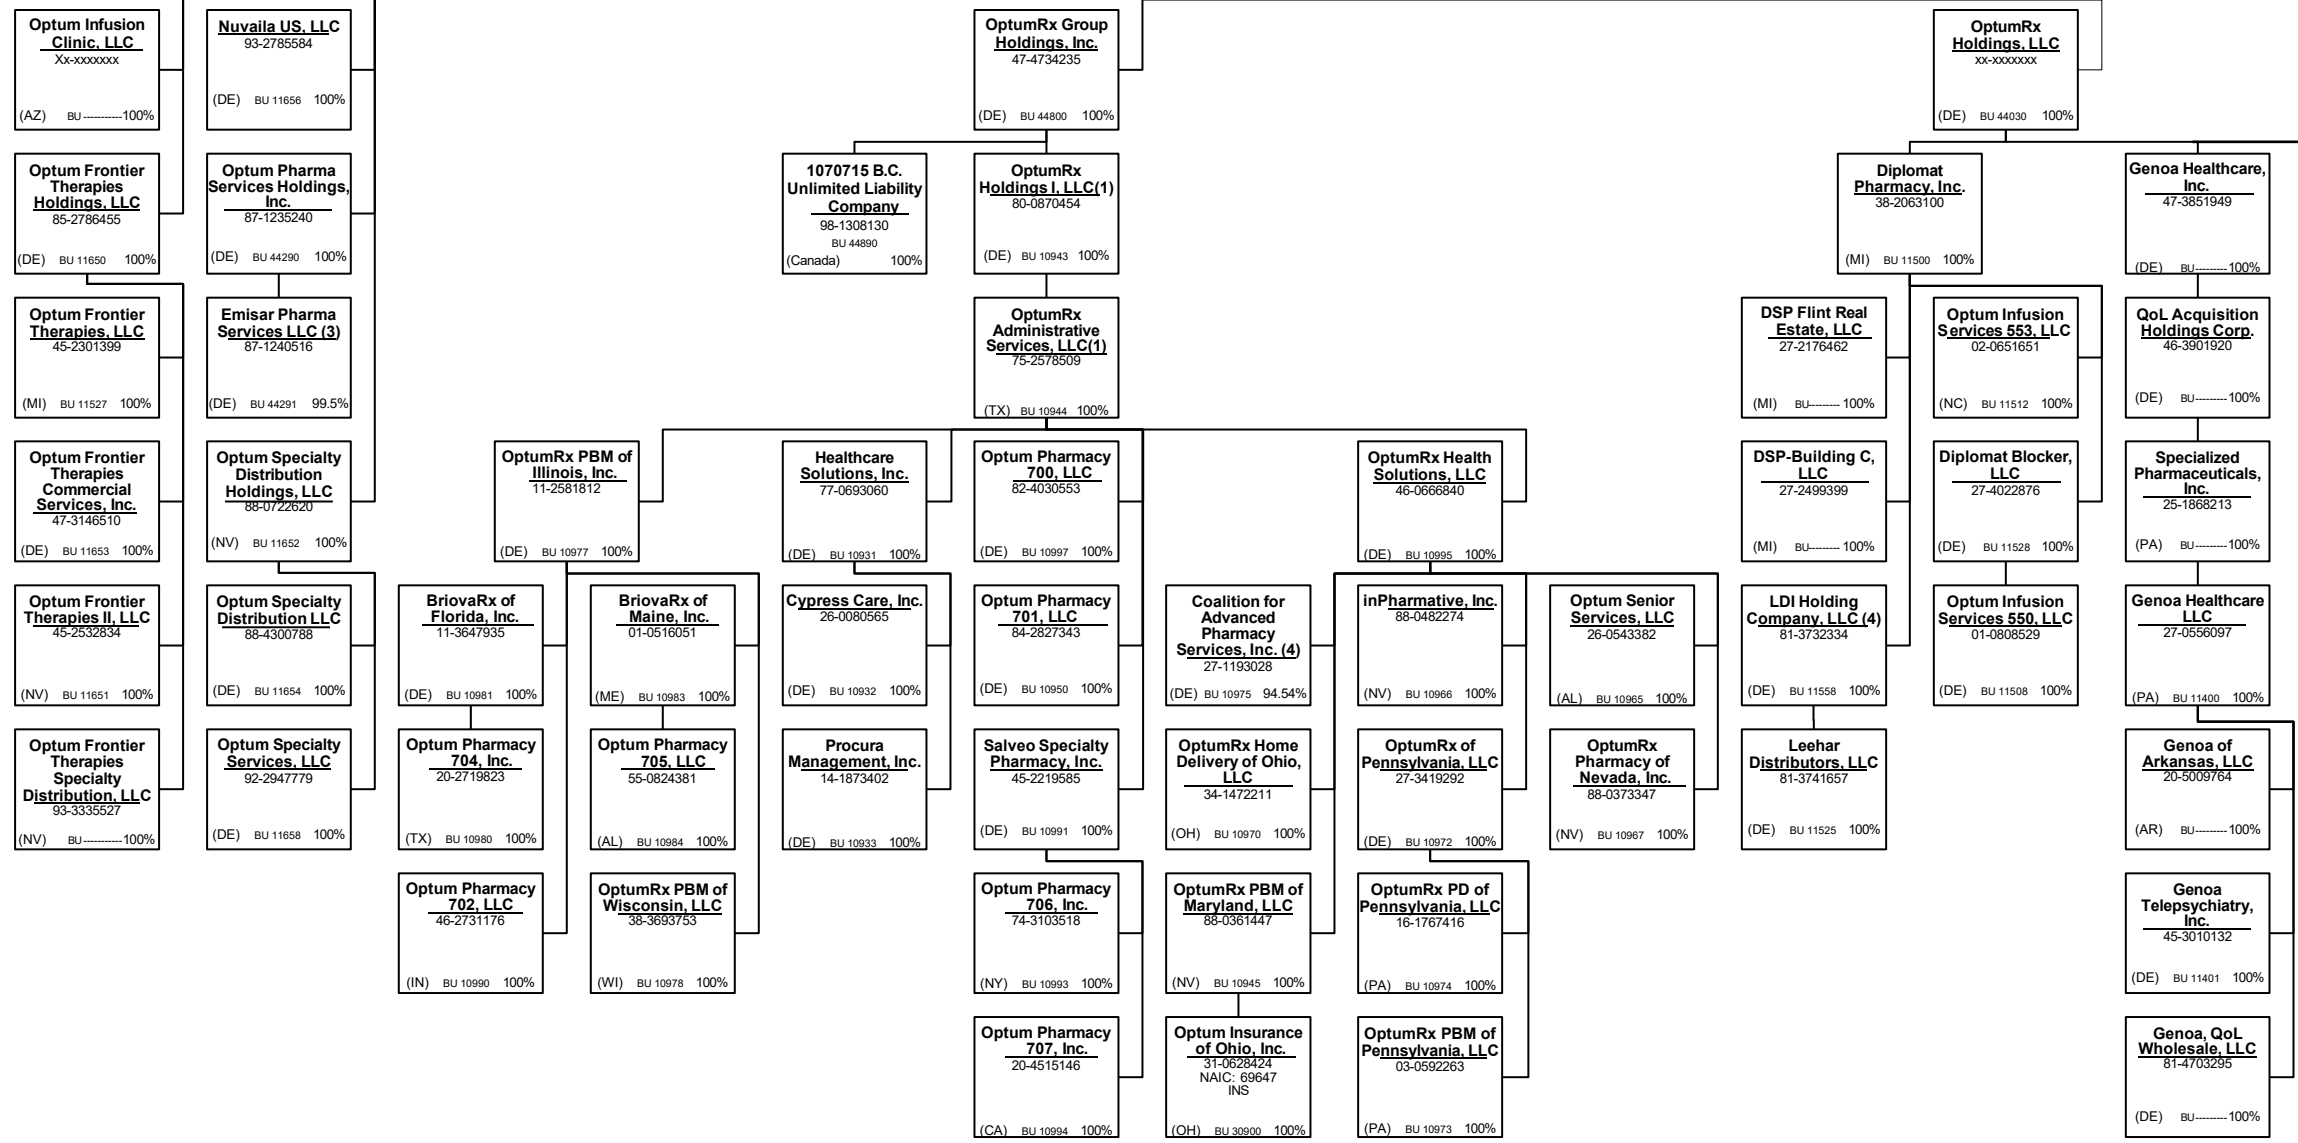 Optum Infusion
Clinic, LLC
Xx-xxxxxxx
(AZ) BU -----------100%
Nuvaila US, LLC
93-2785584
(DE) BU 11656 100%
OptumRx Group
Holdings, Inc.
47-4734235
(DE) BU 44800 100%
OptumRx
Holdings, LLC
xx-xxxxxxx
(DE) BU 44030 100%
Optum Frontier
Therapies
Holdings, LLC
85-2786455
(DE) BU 11650 100%
Optum Pharma
Services Holdings,
Inc.
87-1235240
(DE) BU 44290 100%
1070715 B.C.
Unlimited Liability
Company
98-1308130
BU 44890
(Canada) 100%
OptumRx
Holdings I, LLC(1)
80-0870454
(DE) BU 10943 100%
Diplomat
Pharmacy, Inc.
38-2063100
(MI) BU 11500 100%
Genoa Healthcare,
Inc.
47-3851949
(DE) BU--------- 100%
Optum Frontier
Therapies, LLC
45-2301399
(MI) BU 11527 100%
Emisar Pharma
Services LLC (3)
87-1240516
(DE) BU 44291 99.5%
OptumRx
Administrative
Services, LLC(1)
75-2578509
(TX) BU 10944 100%
DSP Flint Real
Estate, LLC
27-2176462
(MI) BU--------- 100%
Optum Infusion
Services 553, LLC
02-0651651
(NC) BU 11512 100%
QoL Acquisition
Holdings Corp.
46-3901920
(DE) BU--------- 100%
Optum Frontier
Therapies
Commercial
Services, Inc.
47-3146510
(DE) BU 11653 100%
Optum Specialty
Distribution
Holdings, LLC
88-0722620
(NV) BU 11652 100%
OptumRx PBM of
Illinois, Inc.
11-2581812
(DE) BU 10977 100%
Healthcare
Solutions, Inc.
77-0693060
(DE) BU 10931 100%
Optum Pharmacy
700, LLC
82-4030553
(DE) BU 10997 100%
OptumRx Health
Solutions, LLC
46-0666840
(DE) BU 10995 100%
DSP-Building C,
LLC
27-2499399
(MI) BU--------- 100%
Diplomat Blocker,
LLC
27-4022876
(DE) BU 11528 100%
Specialized
Pharmaceuticals,
Inc.
25-1868213
(PA) BU--------- 100%
Optum Frontier
Therapies II, LLC
45-2532834
(NV) BU 11651 100%
Optum Specialty
Distribution LLC
88-4300788
(DE) BU 11654 100%
BriovaRx of
Florida, Inc.
11-3647935
(DE) BU 10981 100%
BriovaRx of
Maine, Inc.
01-0516051
(ME) BU 10983 100%
Cypress Care, Inc.
26-0080565
(DE) BU 10932 100%
Optum Pharmacy
701, LLC
84-2827343
(DE) BU 10950 100%
Coalition for
Advanced
Pharmacy
Services, Inc. (4)
27-1193028
(DE) BU 10975 94.54%
inPharmative, Inc.
88-0482274
(NV) BU 10966 100%
Optum Senior
Services, LLC
26-0543382
(AL) BU 10965 100%
LDI Holding
Company, LLC (4)
81-3732334
(DE) BU 11558 100%
Optum Infusion
Services 550, LLC
01-0808529
(DE) BU 11508 100%
Genoa Healthcare
LLC
27-0556097
(PA) BU 11400 100%
Optum Frontier
Therapies
Specialty
Distribution, LLC
93-3335527
(NV) BU-----------100%
Optum Specialty
Services, LLC
92-2947779
(DE) BU 11658 100%
Optum Pharmacy
704, Inc.
20-2719823
(TX) BU 10980 100%
Optum Pharmacy
705, LLC
55-0824381
(AL) BU 10984 100%
Procura
Management, Inc.
14-1873402
(DE) BU 10933 100%
Salveo Specialty
Pharmacy, Inc.
45-2219585
(DE) BU 10991 100%
OptumRx Home
Delivery of Ohio,
LLC
34-1472211
(OH) BU 10970 100%
OptumRx of
Pennsylvania, LLC
27-3419292
(DE) BU 10972 100%
OptumRx
Pharmacy of
Nevada, Inc.
88-0373347
(NV) BU 10967 100%
Leehar
Distributors, LLC
81-3741657
(DE) BU 11525 100%
Genoa of
Arkansas, LLC
20-5009764
(AR) BU--------- 100%
Optum Pharmacy
702, LLC
46-2731176
(IN) BU 10990 100%
OptumRx PBM of
Wisconsin, LLC
38-3693753
(WI) BU 10978 100%
Optum Pharmacy
706, Inc.
74-3103518
(NY) BU 10993 100%
OptumRx PBM of
Maryland, LLC
88-0361447
(NV) BU 10945 100%
OptumRx PD of
Pennsylvania, LLC
16-1767416
(PA) BU 10974 100%
Genoa
Telepsychiatry,
Inc.
45-3010132
(DE) BU 11401 100%
Optum Pharmacy
707, Inc.
20-4515146
(CA) BU 10994 100%
Optum Insurance
of Ohio, Inc.
31-0628424
NAIC: 69647
INS
(OH) BU 30900 100%
OptumRx PBM of
Pennsylvania, LLC
03-0592263
(PA) BU 10973 100%
Genoa, QoL
Wholesale, LLC
81-4703295
(DE) BU--------- 100%